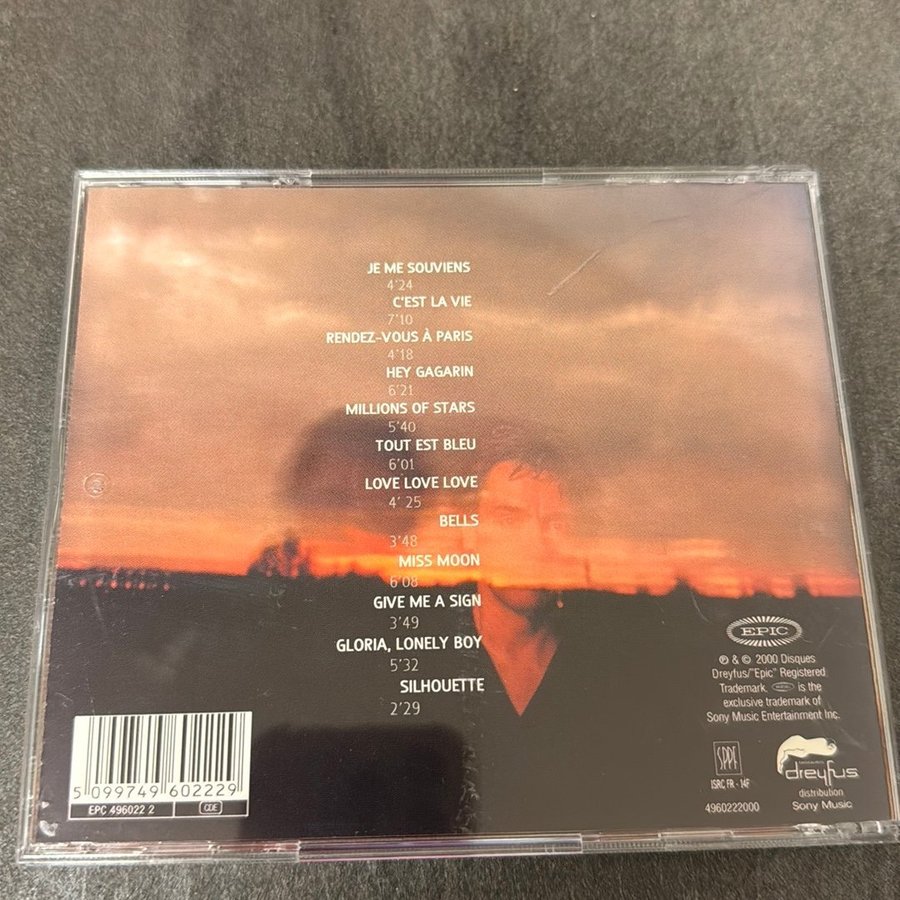 JE ME SOUVIENS
4'24
C'EST LA VIE
7'10
RENDEZ-VOUS À PARIS
4'18
HEY GAGARIN
6'21
MILLIONS OF STARS
5'40
TOUT EST BLEU
6'01
LOVE LOVE LOVE
4' 25
BELLS
3'48
MISS MOON
6'08
GIVE ME A SIGN
3'49
GLORIA, LONELY BOY
5'32
SILHOUETTE
2'29
EPIC
℗ & © 2000 Disques
Dreyfus/"Epic" Registered
Trademark. is the
exclusive trademark of
Sony Music Entertainment Inc.
SPPF
ISRC FR - 14F
dreyfus
distribution
Sony Music
4960222000
5 099749 602229
EPC 496022 2
CDE